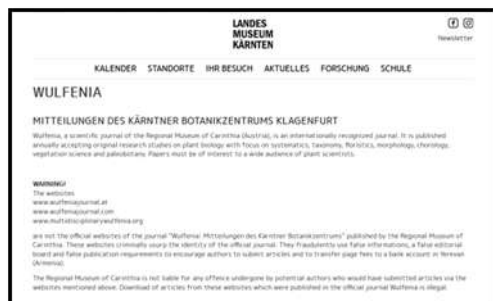 LANDES
MUSEUM
KÄRNTEN
Newsletter
KALENDER STANDORTE IHR BESUCH AKTUELLES FORSCHUNG SCHULE
WULFENIA
MITTEILUNGEN DES KÄRNTNER BOTANIKZENTRUMS KLAGENFURT
Wulfenia, a scientific journal of the Regional Museum of Carinthia (Austria), is an internationally recognized journal. It is published
annually accepting original research studies on plant biology with focus on systematics, taxonomy, floristics, morphology, chorology,
vegetation science and paleobotany. Papers must be of interest to a wide audience of plant scientists.
WARNING!
The websites
www.wulfeniajournal.at
www.wulfeniajournal.com
www.multidisciplinarywulfenia.org
are not the official websites of the journal "Wulfenia: Mitteilungen des Kärntner Botanikzentrums" published by the Regional Museum of
Carinthia. These websites criminally usurp the identity of the official journal. They fraudulently use false informations, a false editorial
board and false publication requirements to encourage authors to submit articles and to transfer page fees to a bank account in Yerevan
(Armenia).
The Regional Museum of Carinthia is not liable for any offence undergone by potential authors who would have submitted articles via the
websites mentioned above. Download of articles from these websites which were published in the official journal Wulfenia is illegal.